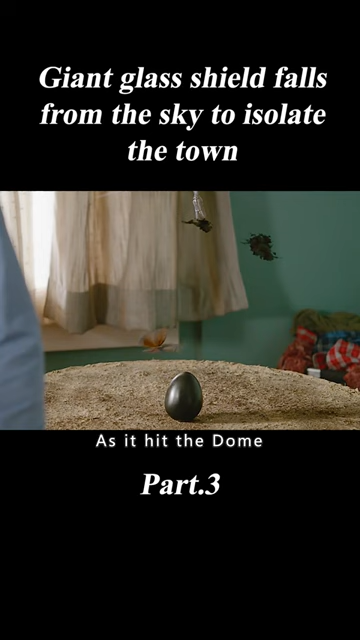 Giant glass shield falls
from the sky to isolate
the town
As it hit the Dome
Part.3